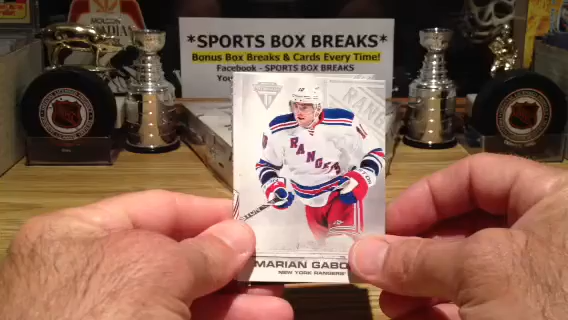 *SPORTS BOX BREAKS*
Bonus Box Breaks & Cards Every Time!
Facebook - SPORTS BOX BREAKS
RANGERS
MARIAN GABO
NEW YORK RANGERS